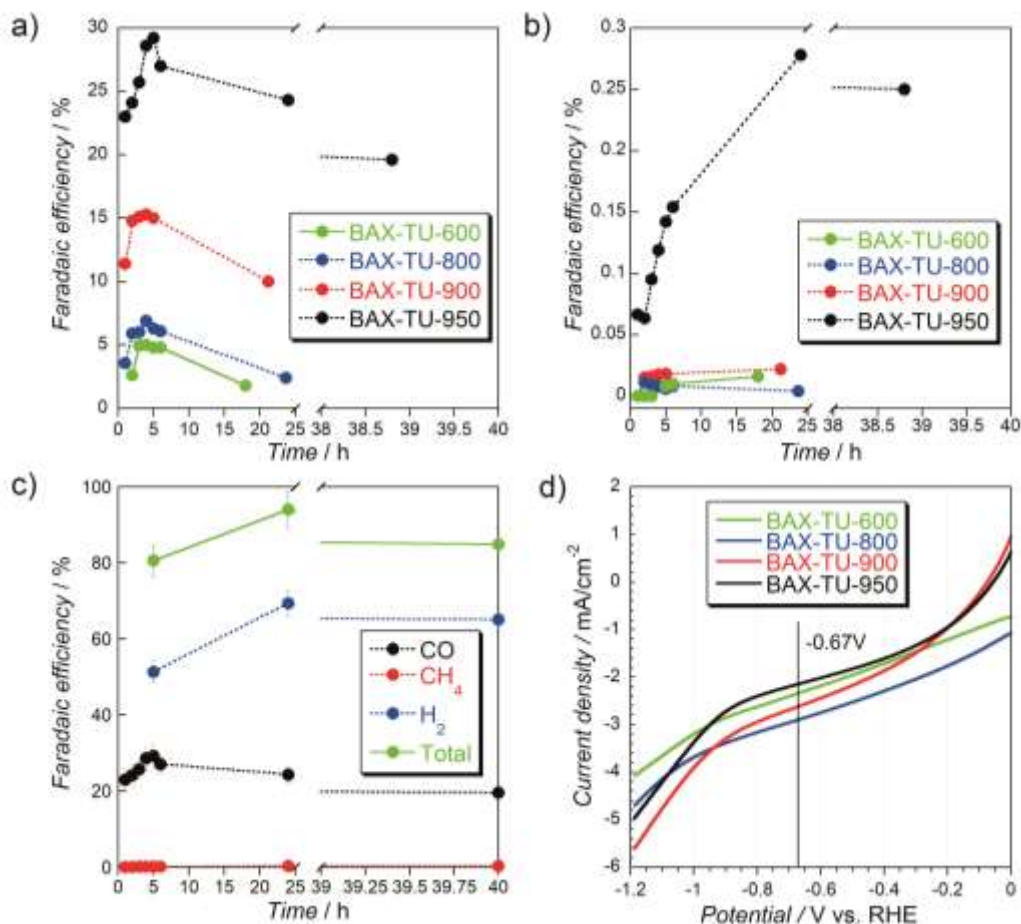 a)
30
25
20
15
10
5
0
Faradaic efficiency / %
BAX-TU-600
BAX-TU-800
BAX-TU-900
BAX-TU-950
0 5 10 15 20 25 38 38.5 39 39.5 40
Time / h
b)
0.3
0.25
0.2
0.15
0.1
0.05
0
Faradaic efficiency / %
BAX-TU-600
BAX-TU-800
BAX-TU-900
BAX-TU-950
0 5 10 15 20 25 38 38.5 39 39.5 40
Time / h
c)
100
80
60
40
20
0
Faradaic efficiency / %
CO
CH4
H2
Total
0 5 10 15 20 25 39 39.25 39.5 39.75 40
Time / h
d)
2
1
0
-1
-2
-3
-4
-5
-6
Current density / mA/cm-2
BAX-TU-600
BAX-TU-800
BAX-TU-900
BAX-TU-950
-0.67V
-1.2 -1 -0.8 -0.6 -0.4 -0.2 0
Potential / V vs. RHE